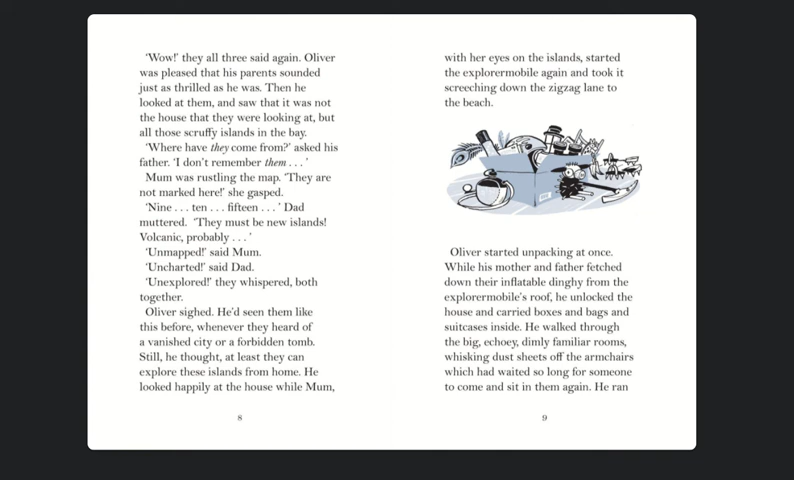 ‘Wow!’ they all three said again. Oliver
was pleased that his parents sounded
just as thrilled as he was. Then he
looked at them, and saw that it was not
the house that they were looking at, but
all those scruffy islands in the bay.
‘Where have they come from?’ asked his
father. ‘I don’t remember them . . .’
Mum was rustling the map. ‘They are
not marked here!’ she gasped.
‘Nine . . . ten . . . fifteen . . .’ Dad
muttered. ‘They must be new islands!
Volcanic, probably . . .’
‘Unmapped!’ said Mum.
‘Uncharted!’ said Dad.
‘Unexplored!’ they whispered, both
together.
Oliver sighed. He’d seen them like
this before, whenever they heard of
a vanished city or a forbidden tomb.
Still, he thought, at least they can
explore these islands from home. He
looked happily at the house while Mum,
8
with her eyes on the islands, started
the explorermobile again and took it
screeching down the zigzag lane to
the beach.
Oliver started unpacking at once.
While his mother and father fetched
down their inflatable dinghy from the
explorermobile’s roof, he unlocked the
house and carried boxes and bags and
suitcases inside. He walked through
the big, echoey, dimly familiar rooms,
whisking dust sheets off the armchairs
which had waited so long for someone
to come and sit in them again. He ran
9